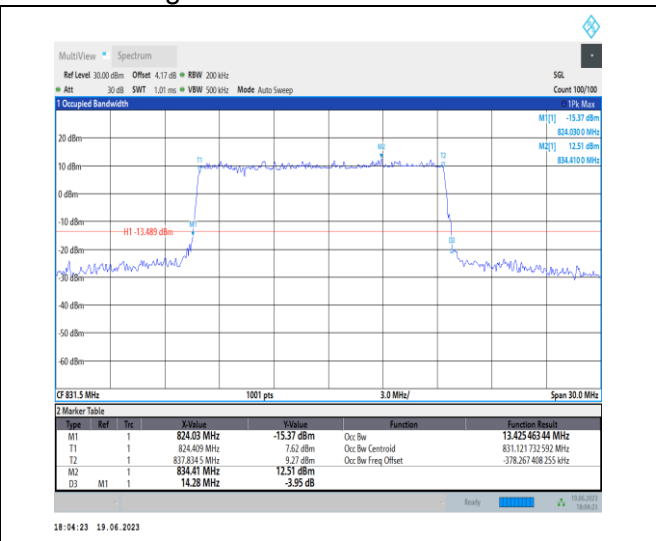 MultiView Spectrum
Ref Level 30.00 dBm Offset 4.17 dB RBW 200 kHz SGL
Att 30 dB SWT 1.01 ms VBW 500 kHz Mode Auto Sweep Count 100/100
1 Occupied Bandwidth 1Pk Max
M1[1] -15.37 dBm
824.0300 MHz
M2[1] 12.51 dBm
834.4100 MHz
20 dBm
M2
T1
T2
10 dBm
0 dBm
-10 dBm
M1
H1 -13.489 dBm
D3
-20 dBm
-30 dBm
-40 dBm
-50 dBm
-60 dBm
CF 831.5 MHz 1001 pts 3.0 MHz/ Span 30.0 MHz
2 Marker Table
Type Ref Trc X-Value Y-Value Function Function Result
M1 1 824.03 MHz -15.37 dBm Occ Bw 13.425 463 44 MHz
T1 1 824.409 MHz 7.62 dBm Occ Bw Centroid 831.121 732 592 MHz
T2 1 837.834 5 MHz 9.27 dBm Occ Bw Freq Offset -378.267 408 255 kHz
M2 1 834.41 MHz 12.51 dBm
D3 M1 1 14.28 MHz -3.95 dB
Ready 19.06.2023
18:04:23
18:04:23 19.06.2023